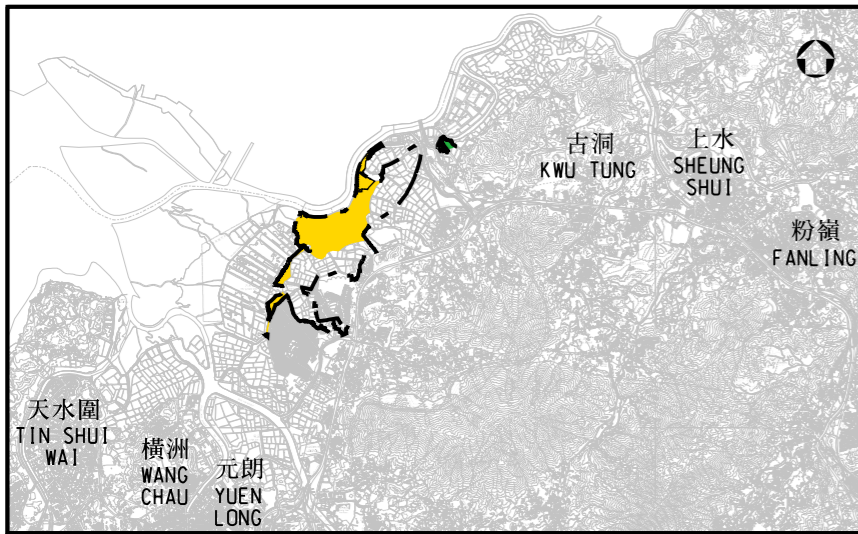 古洞
KWU TUNG
上水
SHEUNG
SHUI
粉嶺
FANLING
天水圍
TIN SHUI
WAI
橫洲
WANG
CHAU
元朗
YUEN
LONG